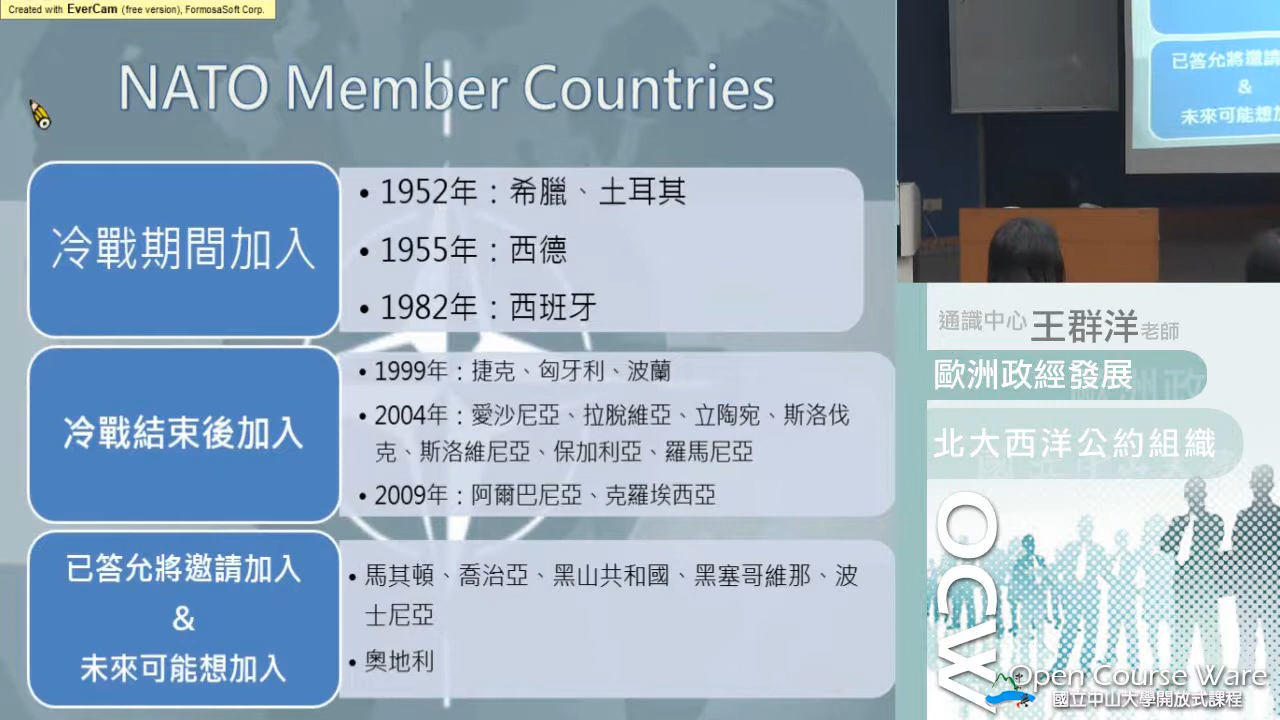 Created with EverCam (free version), FormosaSoft Corp.
NATO Member Countries
冷戰期間加入
• 1952年：希臘、土耳其
• 1955年：西德
• 1982年：西班牙
冷戰結束後加入
• 1999年：捷克、匈牙利、波蘭
• 2004年：愛沙尼亞、拉脫維亞、立陶宛、斯洛伐
克、斯洛維尼亞、保加利亞、羅馬尼亞
• 2009年：阿爾巴尼亞、克羅埃西亞
已答允將邀請加入
&
未來可能想加入
• 馬其頓、喬治亞、黑山共和國、黑塞哥維那、波
士尼亞
• 奧地利
已答允將邀請
&
未來可能想加
通識中心 王群洋 老師
歐洲政經發展
北大西洋公約組織
OCW
Open Course Ware
國立中山大學開放式課程